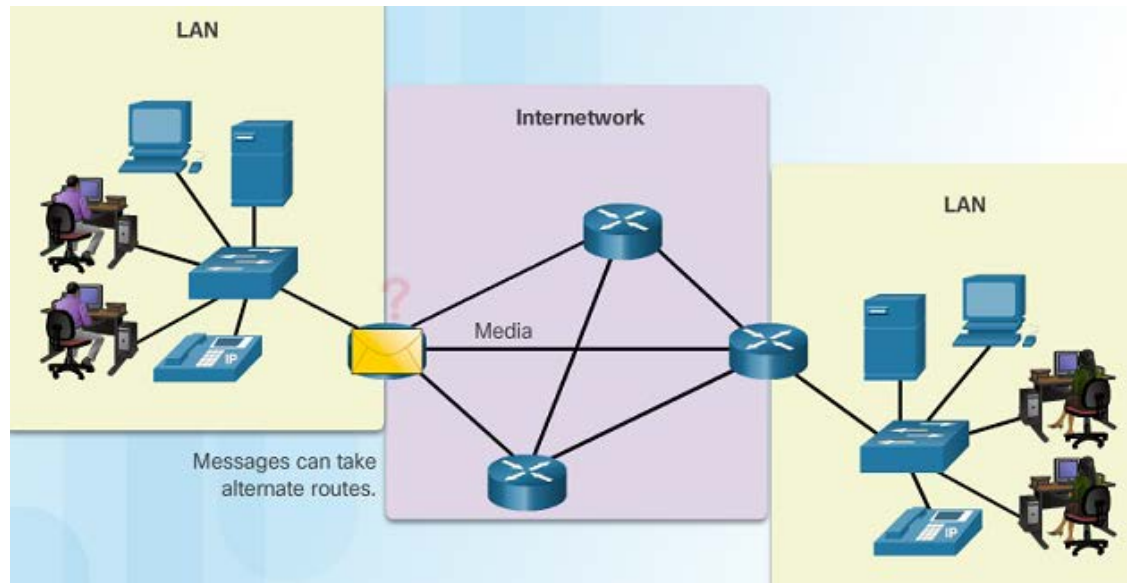 LAN
Internetwork
LAN
?
Media
IP
Messages can take
alternate routes.
IP